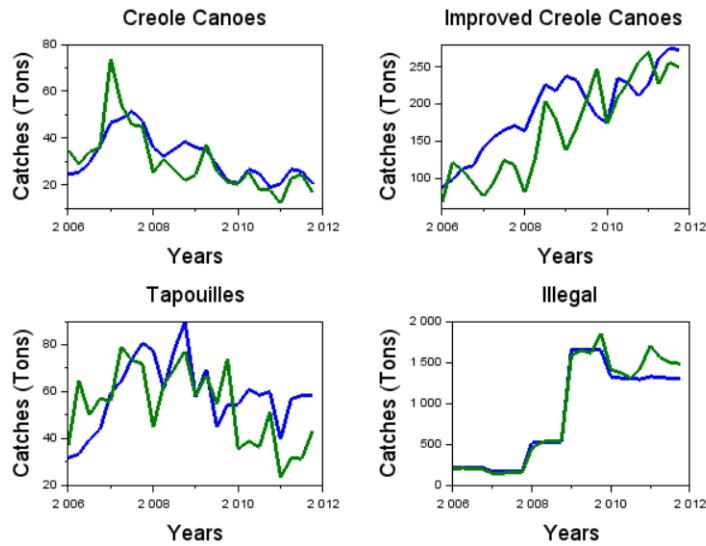 Creole Canoes
Catches (Tons)
80
60
40
20
2 006
2 008
2 010
2 012
Years
Improved Creole Canoes
Catches (Tons)
250
200
150
100
2 006
2 008
2 010
2 012
Years
Tapouilles
Catches (Tons)
80
60
40
20
2 006
2 008
2 010
2 012
Years
Illegal
Catches (Tons)
2 000
1 500
1 000
500
0
2 006
2 008
2 010
2 012
Years